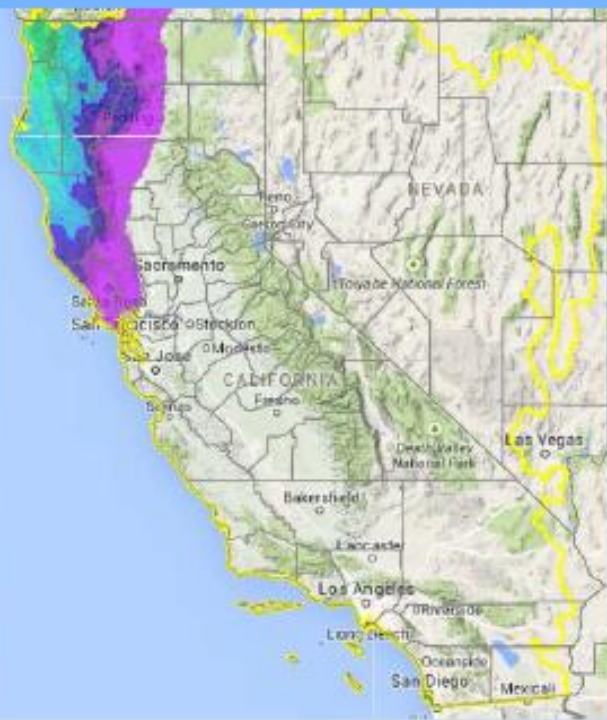 Redding
NEVADA
Reno
Carson City
Sacramento
Toiyabe National Forest
Santa Rosa
San Francisco
Stockton
San Jose
Modesto
CALIFORNIA
Salinas
Fresno
Death Valley
National Park
Las Vegas
Bakersfield
Lancaster
Los Angeles
Riverside
Long Beach
Oceanside
San Diego
Mexicali